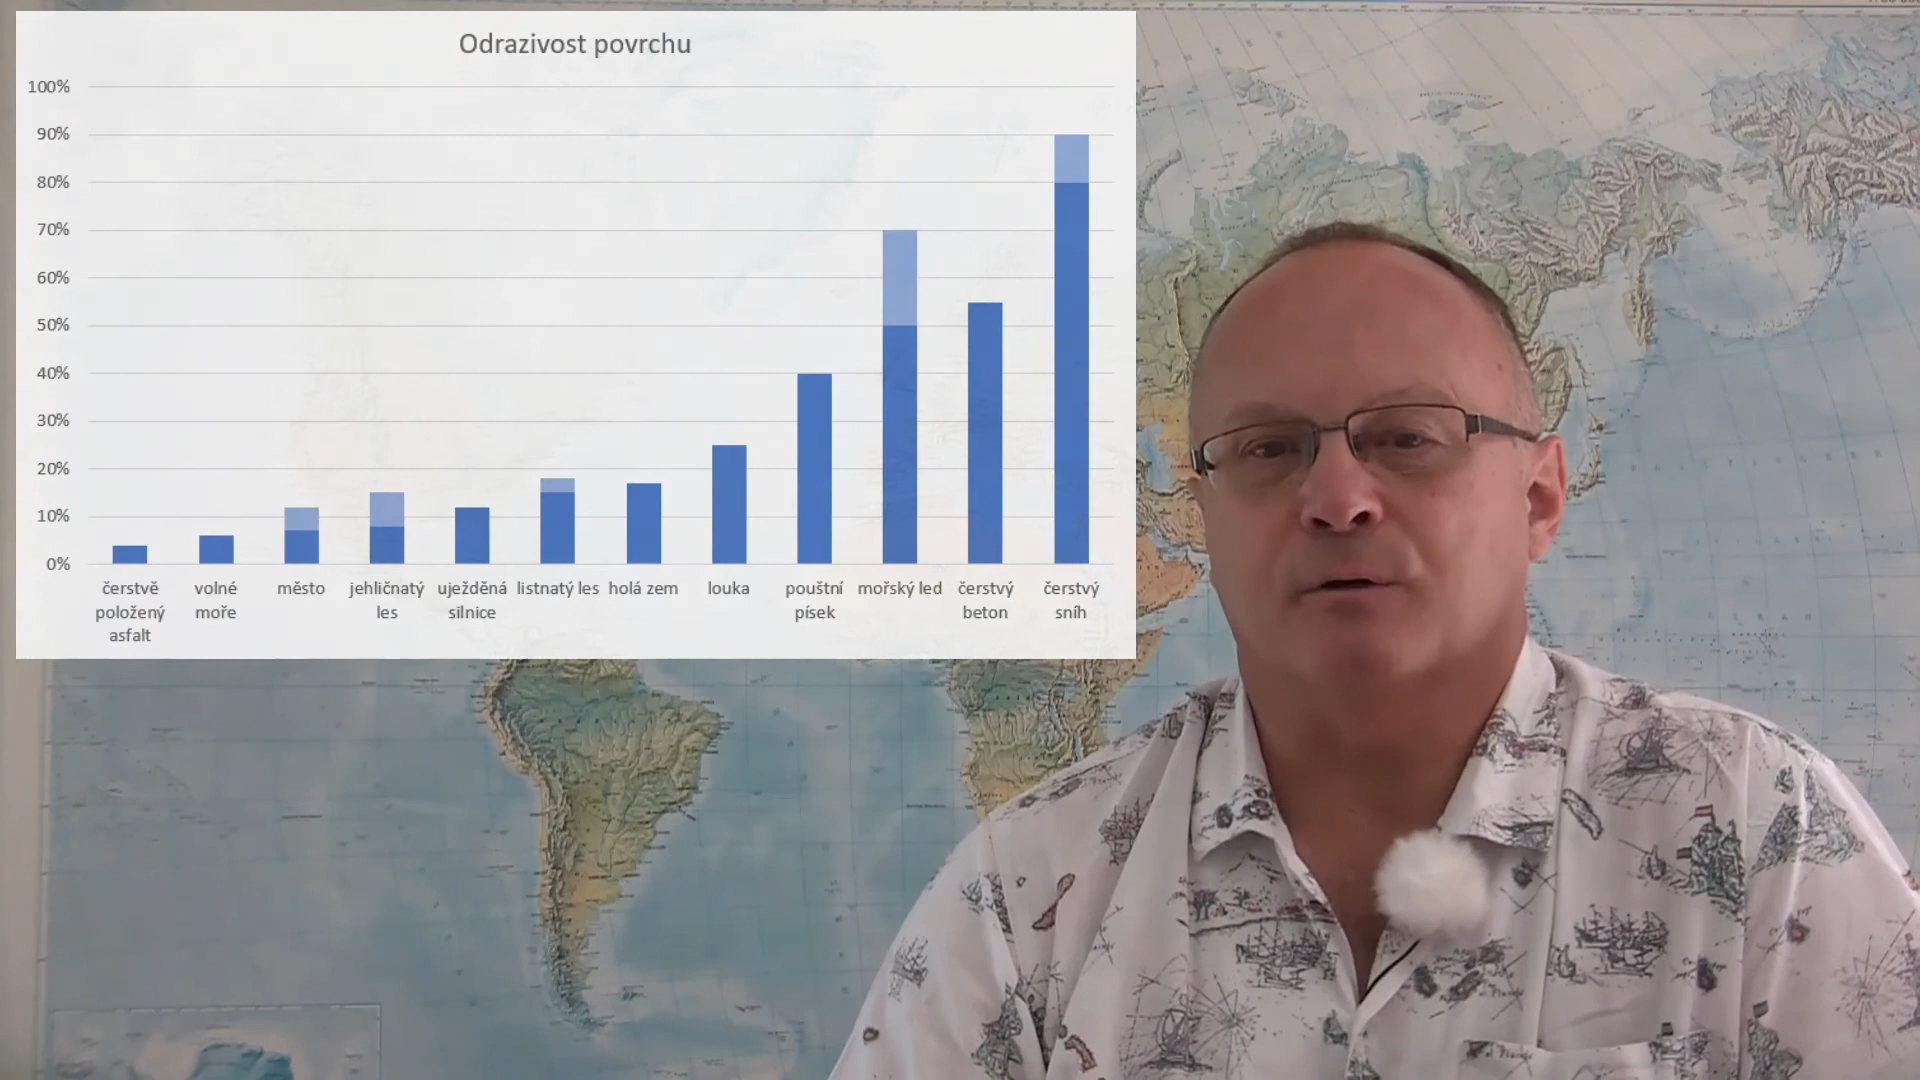 Odrazivost povrchu
100%
90%
80%
70%
60%
50%
40%
30%
20%
10%
0%
čerstvě
položený
asfalt
volné
moře
město
jehličnatý
les
uježděná
silnice
listnatý les
holá zem
louka
pouštní
písek
mořský led
čerstvý
beton
čerstvý
sníh